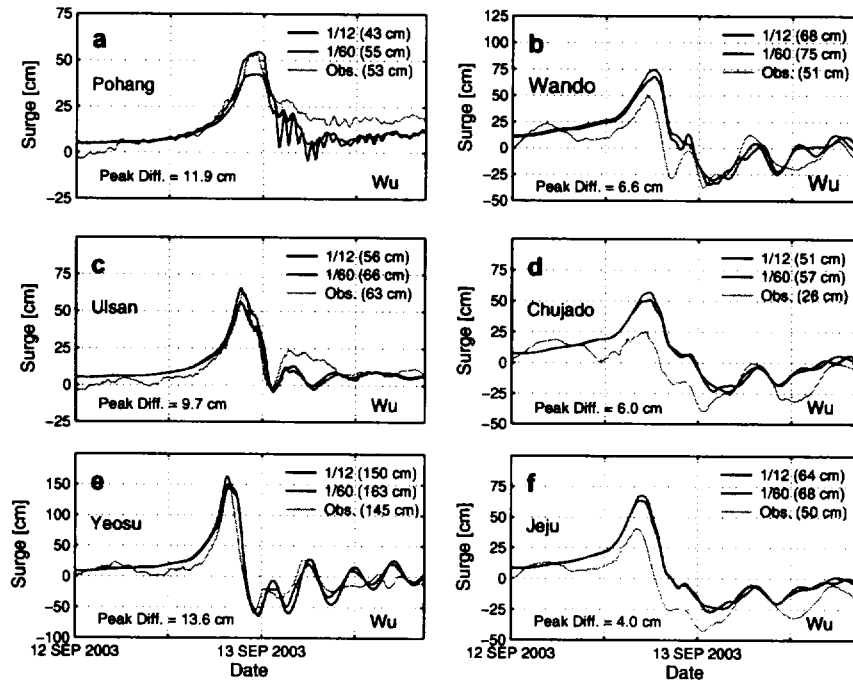 a
Pohang
Surge [cm]
75
50
25
0
−25
1/12 (43 cm)
1/60 (55 cm)
Obs. (53 cm)
Peak Diff. = 11.9 cm
Wu
b
Wando
Surge [cm]
125
100
75
50
25
0
−25
−50
1/12 (68 cm)
1/60 (75 cm)
Obs. (51 cm)
Peak Diff. = 6.6 cm
Wu
c
Ulsan
Surge [cm]
75
50
25
0
−25
1/12 (56 cm)
1/60 (66 cm)
Obs. (63 cm)
Peak Diff. = 9.7 cm
Wu
d
Chujado
Surge [cm]
75
50
25
0
−25
−50
1/12 (51 cm)
1/60 (57 cm)
Obs. (26 cm)
Peak Diff. = 6.0 cm
Wu
e
Yeosu
Surge [cm]
150
100
50
0
−50
−100
1/12 (150 cm)
1/60 (163 cm)
Obs. (145 cm)
Peak Diff. = 13.6 cm
Wu
12 SEP 2003
13 SEP 2003
Date
f
Jeju
Surge [cm]
75
50
25
0
−25
−50
1/12 (64 cm)
1/60 (68 cm)
Obs. (50 cm)
Peak Diff. = 4.0 cm
Wu
12 SEP 2003
13 SEP 2003
Date